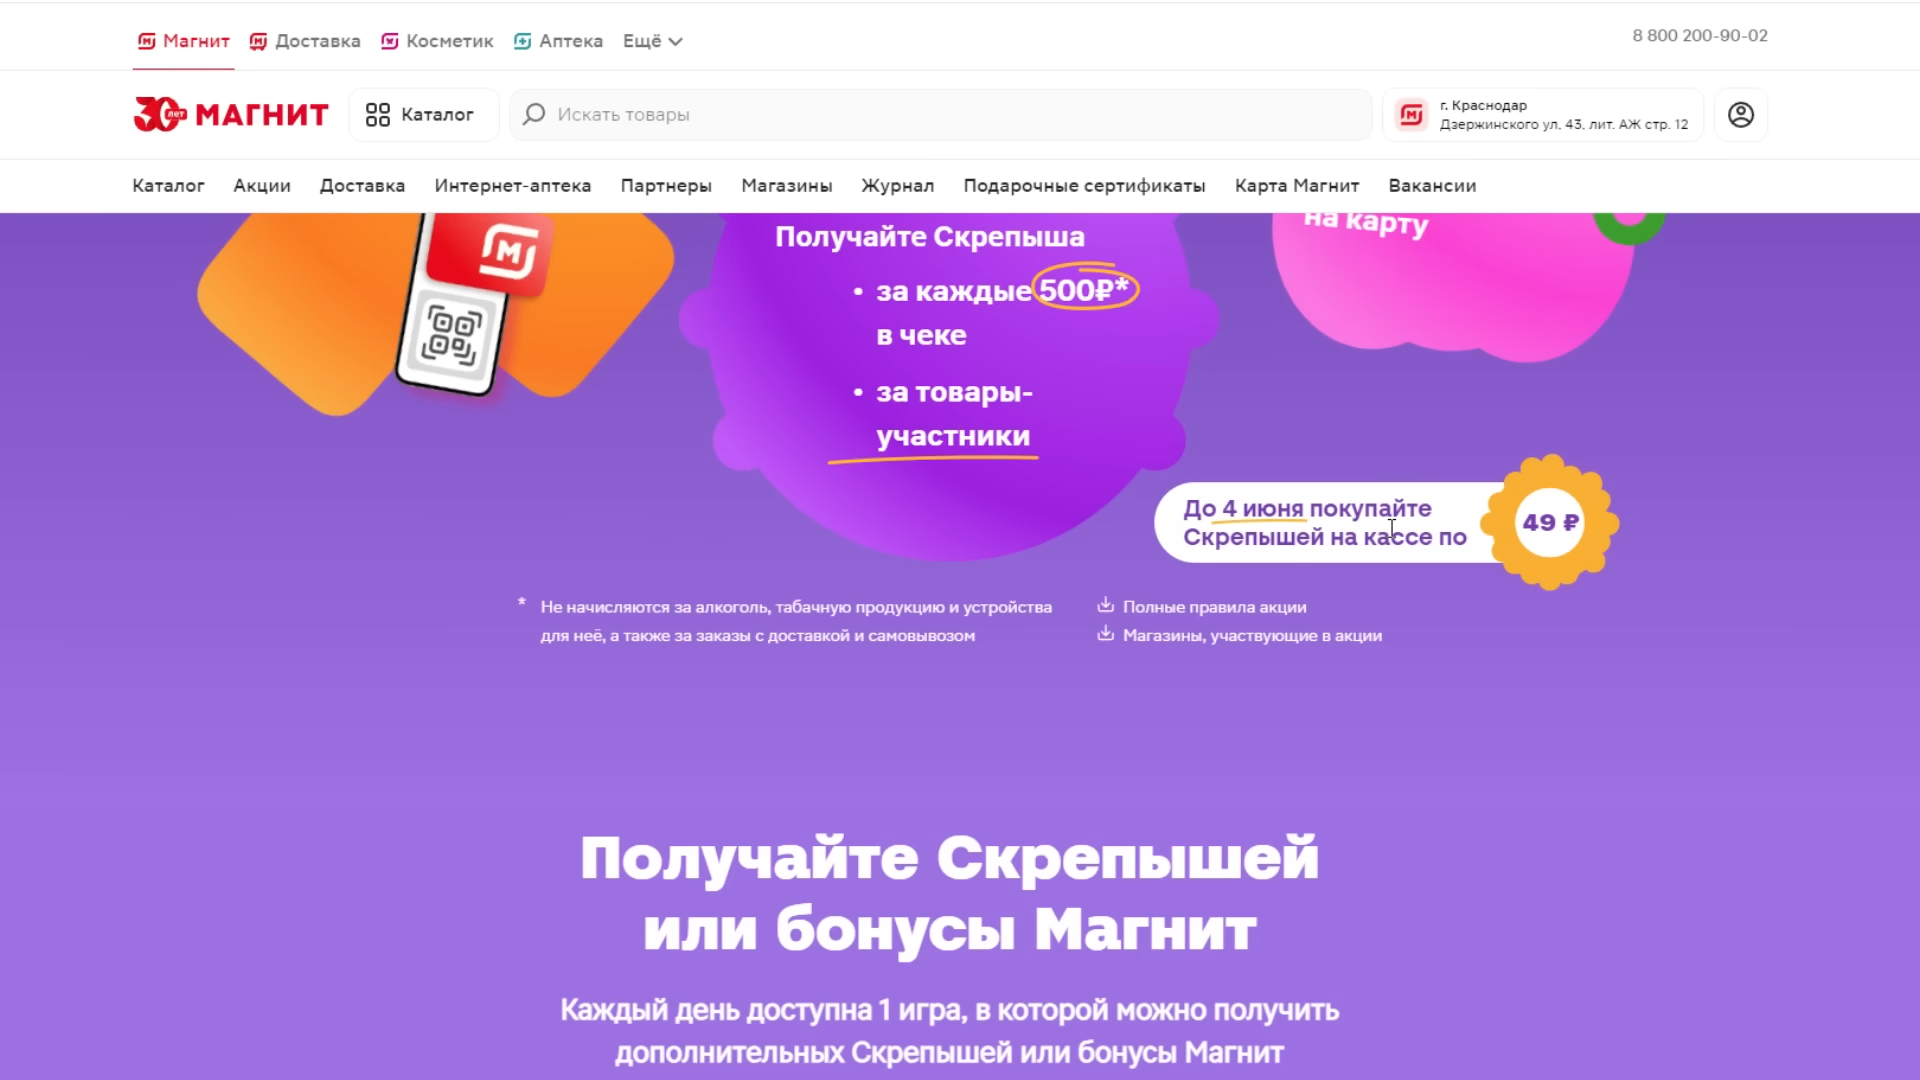 Магнит Доставка Косметик Аптека Ещё
8 800 200-90-02
30 лет МАГНИТ
Каталог
Искать товары
г. Краснодар
Дзержинского ул, 43, лит. АЖ стр. 12
Каталог Акции Доставка Интернет-аптека Партнеры Магазины Журнал Подарочные сертификаты Карта Магнит Вакансии
на карту
Получайте Скрепыша
• за каждые 500₽*
в чеке
• за товары-
участники
До 4 июня покупайте
Скрепышей на кассе по
49 ₽
* Не начисляются за алкоголь, табачную продукцию и устройства
для неё, а также за заказы с доставкой и самовывозом
Полные правила акции
Магазины, участвующие в акции
Получайте Скрепышей
или бонусы Магнит
Каждый день доступна 1 игра, в которой можно получить
дополнительных Скрепышей или бонусы Магнит